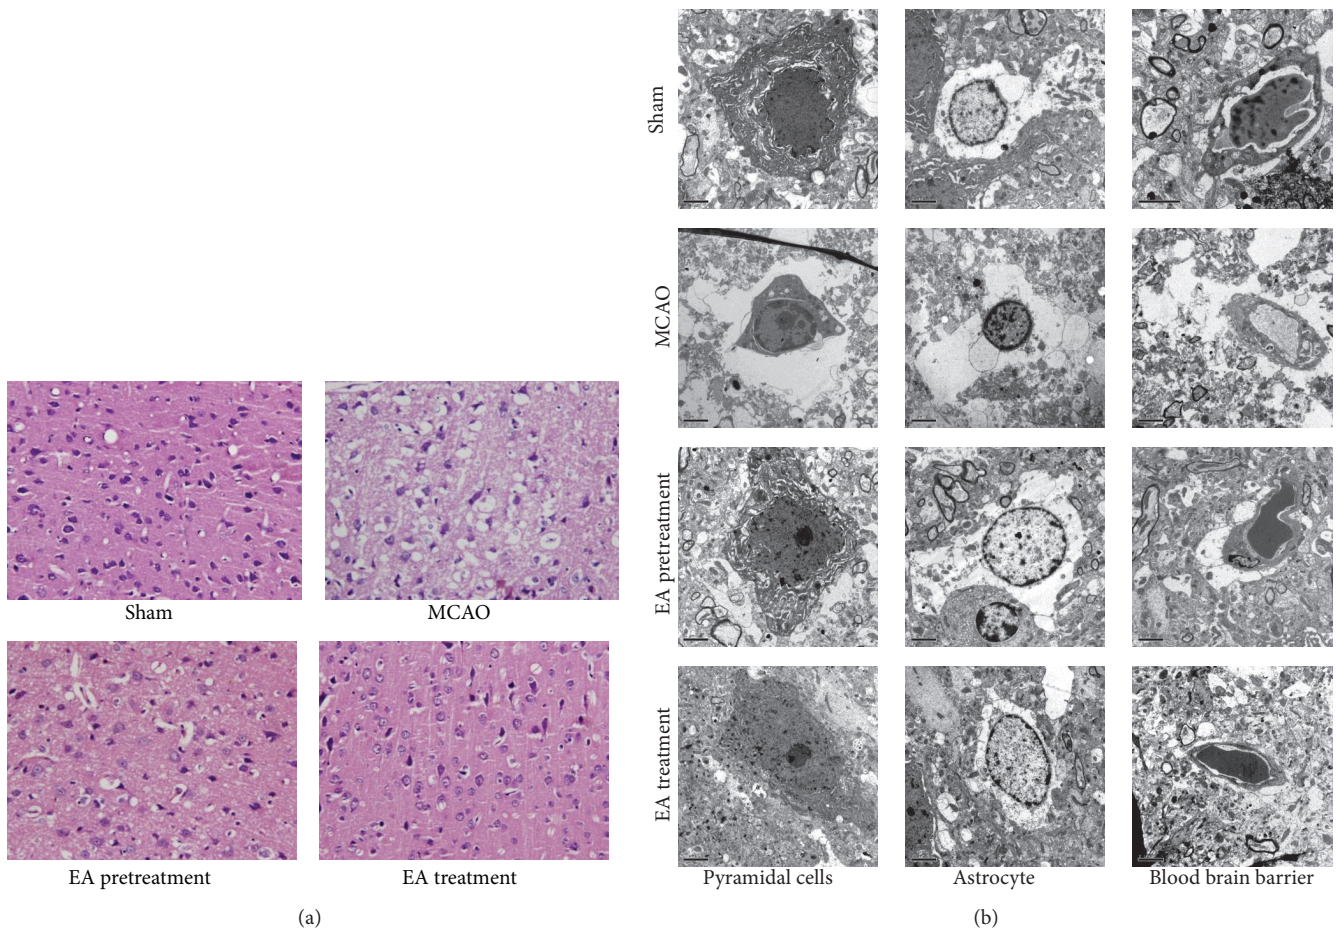 Sham
MCAO
EA pretreatment
EA treatment
(a)
Sham
MCAO
EA pretreatment
EA treatment
Pyramidal cells
Astrocyte
Blood brain barrier
(b)